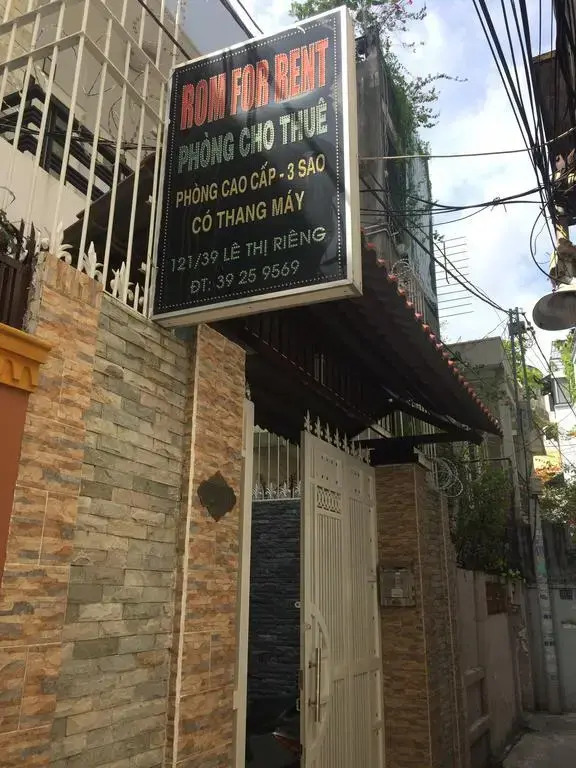 ROM FOR RENT
PHÒNG CHO THUÊ
PHÒNG CAO CẤP - 3 SAO
CÓ THANG MÁY
121/39 LÊ THỊ RIÊNG
ĐT: 39 25 9569